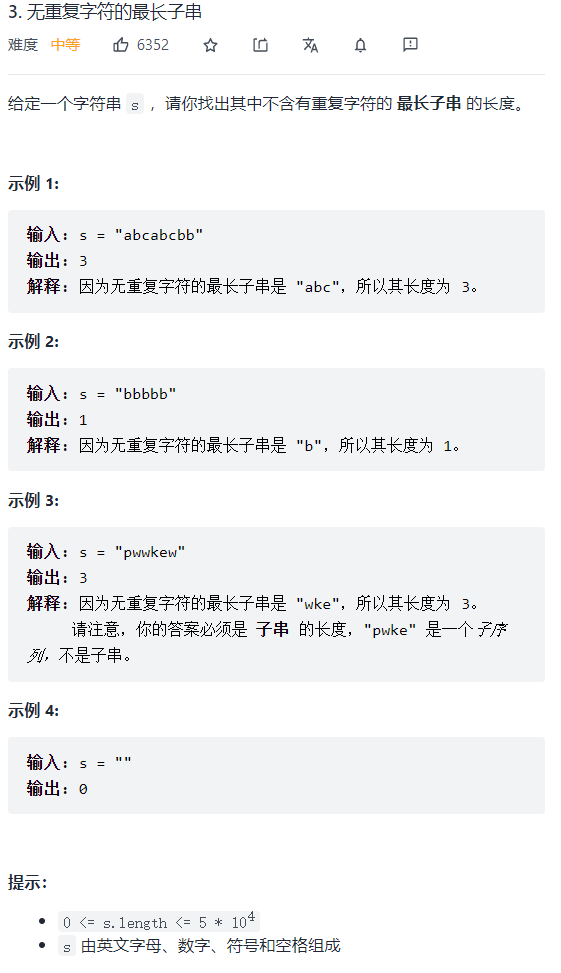 3. 无重复字符的最长子串
难度 中等 6352
给定一个字符串 s ，请你找出其中不含有重复字符的 最长子串 的长度。
示例 1:
输入: s = "abcabcbb"
输出: 3
解释: 因为无重复字符的最长子串是 "abc"，所以其长度为 3。
示例 2:
输入: s = "bbbbb"
输出: 1
解释: 因为无重复字符的最长子串是 "b"，所以其长度为 1。
示例 3:
输入: s = "pwwkew"
输出: 3
解释: 因为无重复字符的最长子串是 "wke"，所以其长度为 3。
请注意，你的答案必须是 子串 的长度，"pwke" 是一个子序
列，不是子串。
示例 4:
输入: s = ""
输出: 0
提示：
0 <= s.length <= 5 * 10⁴
s 由英文字母、数字、符号和空格组成